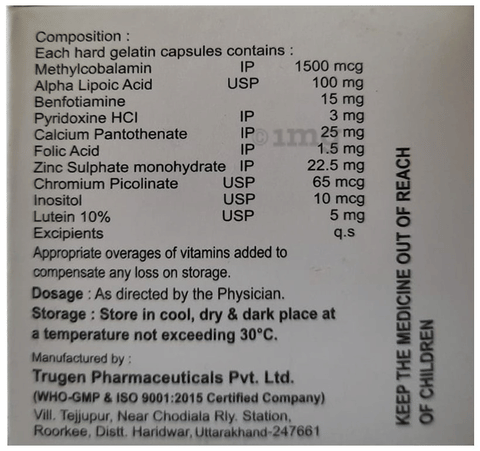 Composition :
Each hard gelatin capsules contains :
Methylcobalamin IP 1500 mcg
Alpha Lipoic Acid USP 100 mg
Benfotiamine 15 mg
Pyridoxine HCl IP 3 mg
Calcium Pantothenate IP 25 mg
Folic Acid IP 1.5 mg
Zinc Sulphate monohydrate IP 22.5 mg
Chromium Picolinate USP 65 mcg
Inositol USP 10 mcg
Lutein 10% USP 5 mg
Excipients q.s
Appropriate overages of vitamins added to
compensate any loss on storage.
Dosage : As directed by the Physician.
Storage : Store in cool, dry & dark place at
a temperature not exceeding 30°C.
Manufactured by :
Trugen Pharmaceuticals Pvt. Ltd.
(WHO-GMP & ISO 9001:2015 Certified Company)
Vill. Tejjupur, Near Chodiala Rly. Station,
Roorkee, Distt. Haridwar, Uttarakhand-247661
KEEP THE MEDICINE OUT OF REACH
OF CHILDREN
©1mg